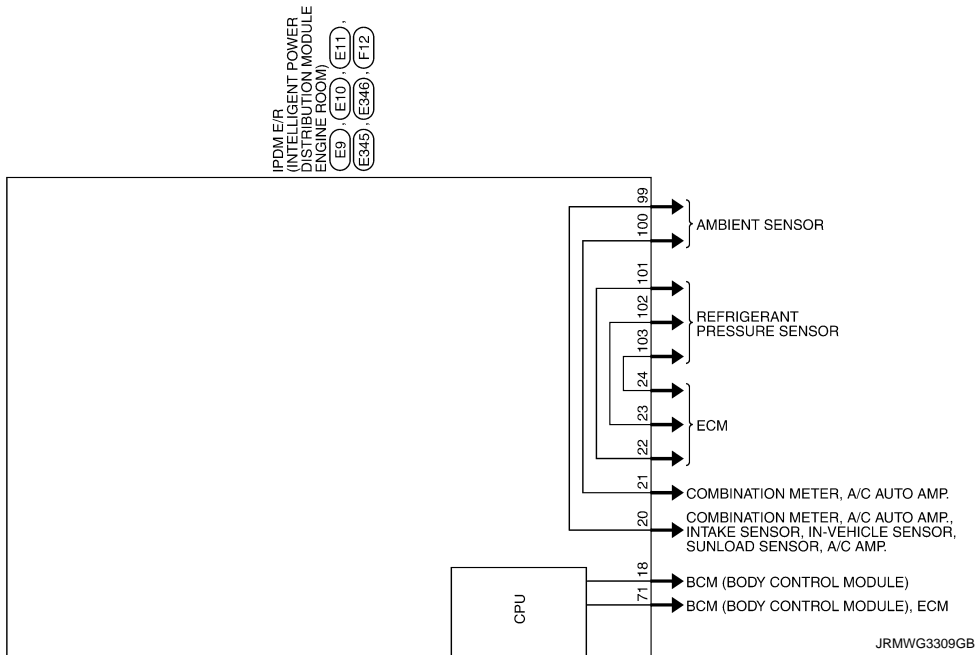 IPDM E/R
(INTELLIGENT POWER
DISTRIBUTION MODULE
ENGINE ROOM)
E9 , E10 , E11 ,
E345 , E346 , F12
99
100
AMBIENT SENSOR
101
102
103
REFRIGERANT
PRESSURE SENSOR
24
23
22
ECM
21
COMBINATION METER, A/C AUTO AMP.
20
COMBINATION METER, A/C AUTO AMP.,
INTAKE SENSOR, IN-VEHICLE SENSOR,
SUNLOAD SENSOR, A/C AMP.
CPU
18
BCM (BODY CONTROL MODULE)
71
BCM (BODY CONTROL MODULE), ECM
JRMWG3309GB